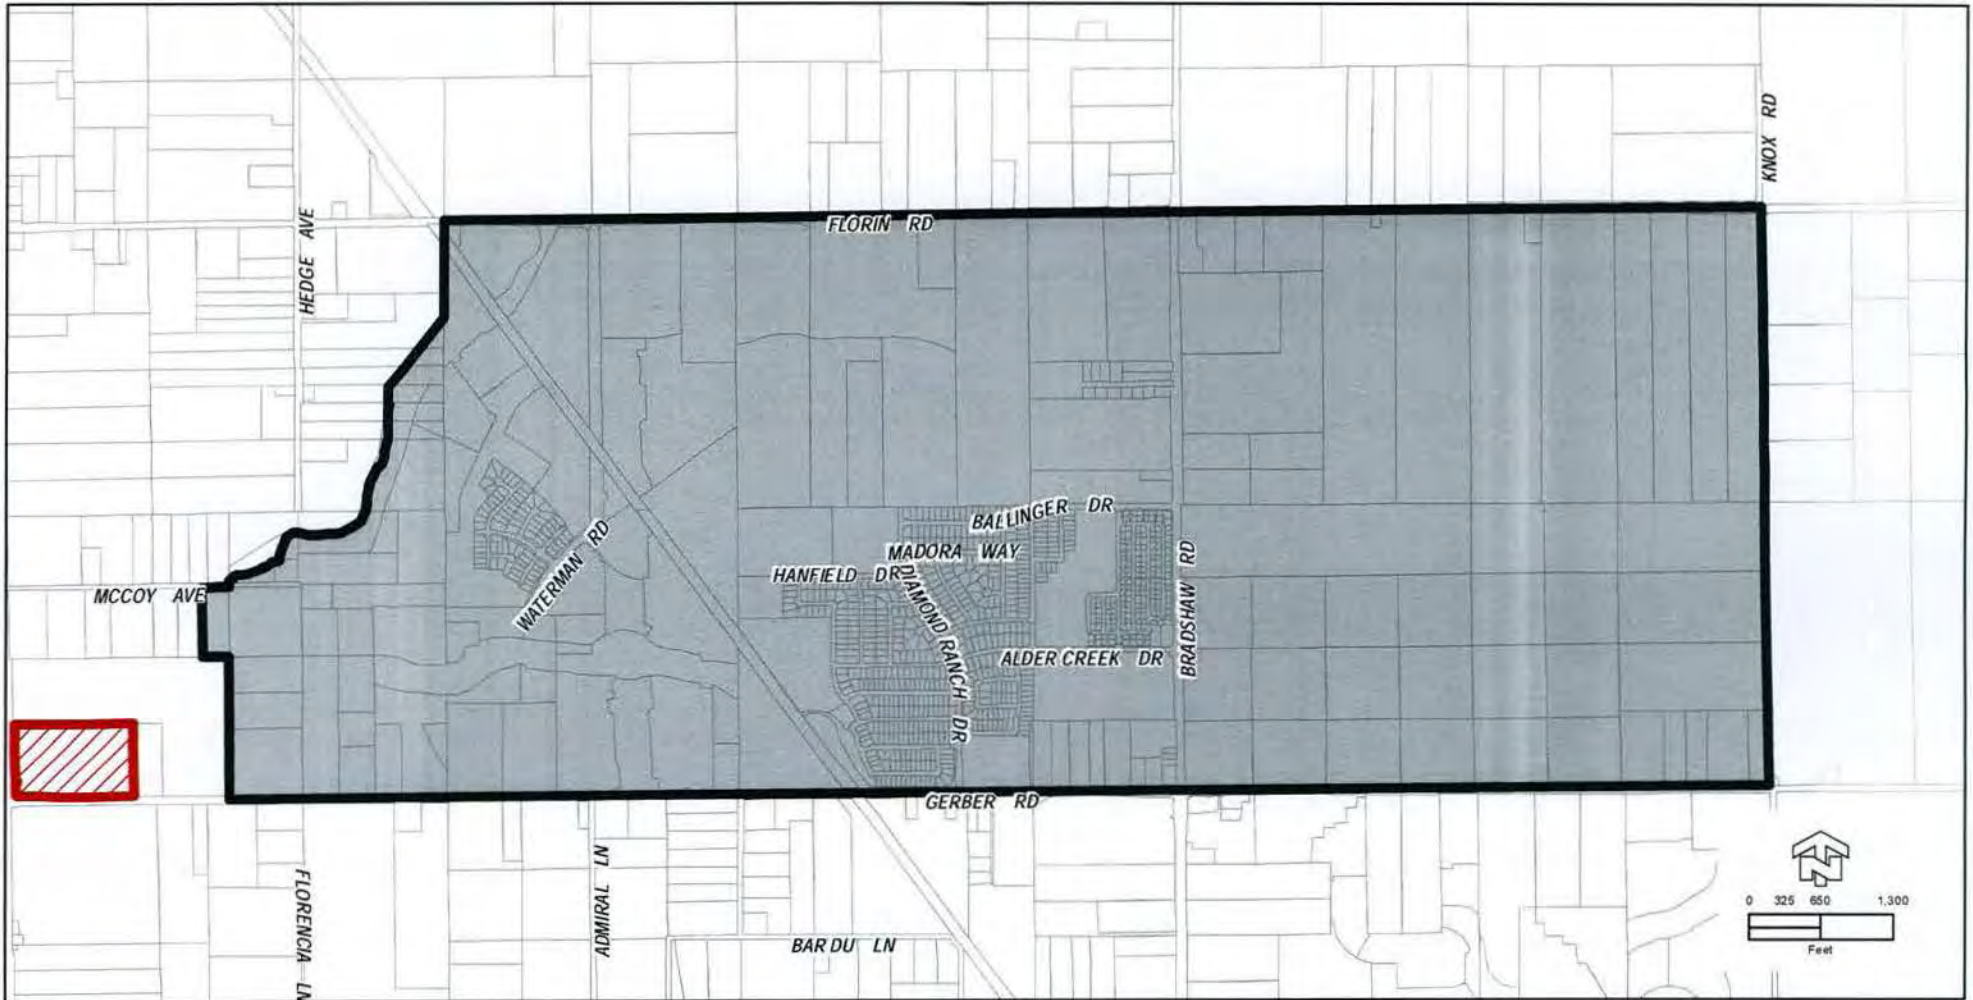 KNOX RD
HEDGE AVE
FLORIN RD
BALLINGER DR
MADORA WAY
HANFIELD DR
WATERMAN RD
DIAMOND RANCH DR
BRADSHAW RD
MCCOY AVE
ALDER CREEK DR
GERBER RD
FLORENCIA LN
ADMIRAL LN
BAR DU LN
N
0 325 650 1,300
Feet